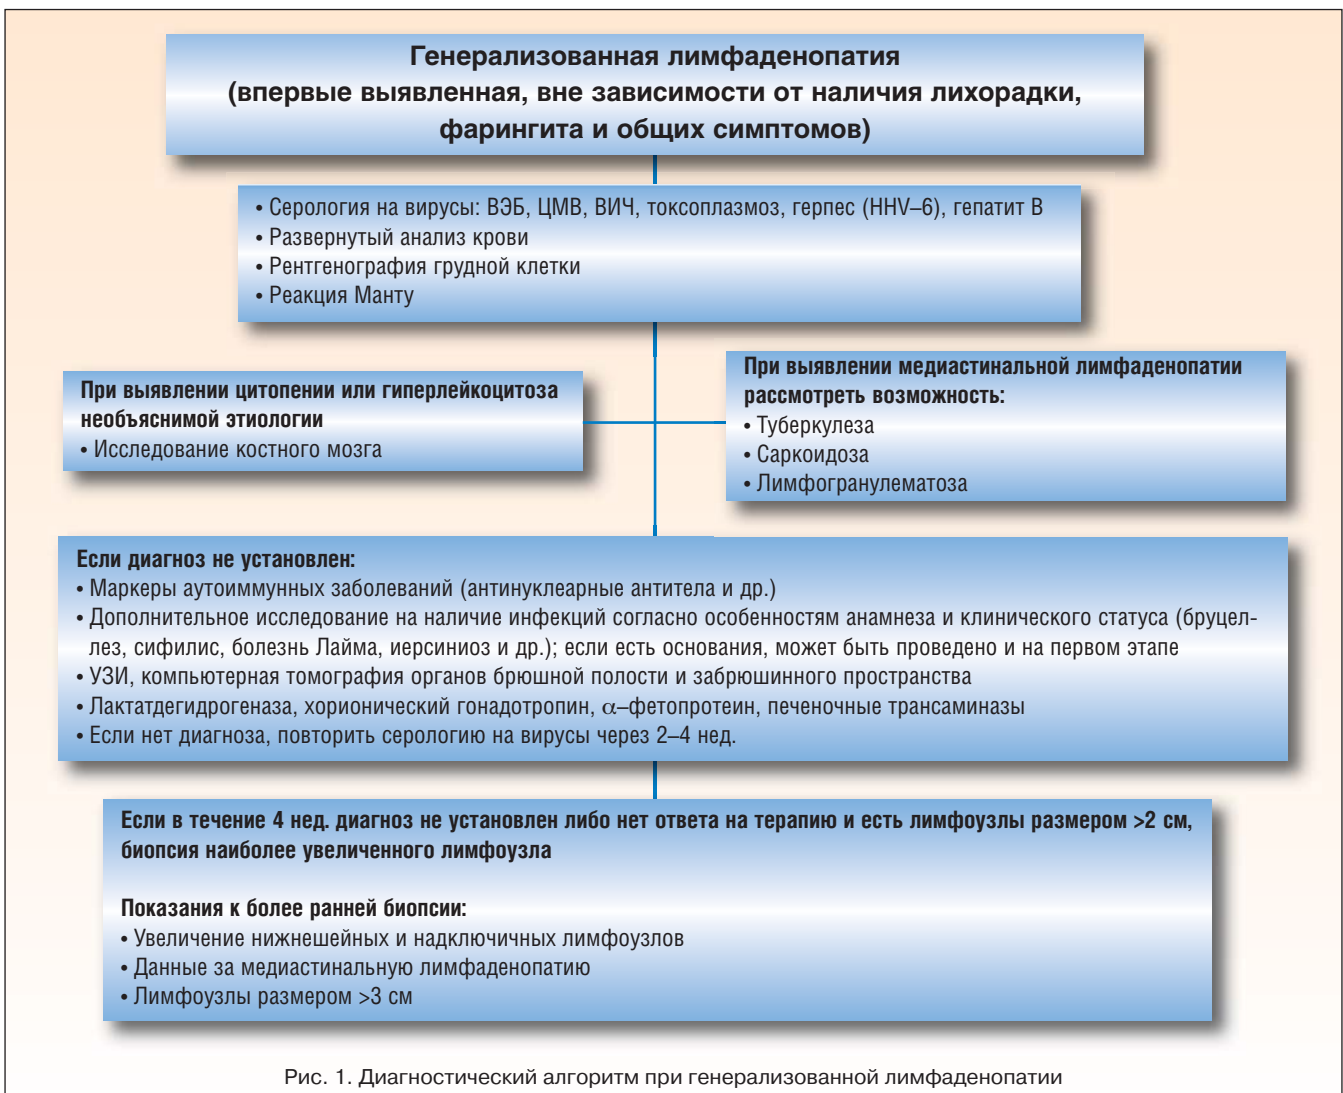 Генерализованная лимфаденопатия
(впервые выявленная, вне зависимости от наличия лихорадки,
фарингита и общих симптомов)
• Серология на вирусы: ВЭБ, ЦМВ, ВИЧ, токсоплазмоз, герпес (HHV–6), гепатит В
• Развернутый анализ крови
• Рентгенография грудной клетки
• Реакция Манту
При выявлении цитопении или гиперлейкоцитоза
необъяснимой этиологии
• Исследование костного мозга
При выявлении медиастинальной лимфаденопатии
рассмотреть возможность:
• Туберкулеза
• Саркоидоза
• Лимфогранулематоза
Если диагноз не установлен:
• Маркеры аутоиммунных заболеваний (антинуклеарные антитела и др.)
• Дополнительное исследование на наличие инфекций согласно особенностям анамнеза и клинического статуса (бруцел-
лез, сифилис, болезнь Лайма, иерсиниоз и др.); если есть основания, может быть проведено и на первом этапе
• УЗИ, компьютерная томография органов брюшной полости и забрюшинного пространства
• Лактатдегидрогеназа, хорионический гонадотропин, α–фетопротеин, печеночные трансаминазы
• Если нет диагноза, повторить серологию на вирусы через 2–4 нед.
Если в течение 4 нед. диагноз не установлен либо нет ответа на терапию и есть лимфоузлы размером >2 см,
биопсия наиболее увеличенного лимфоузла
Показания к более ранней биопсии:
• Увеличение нижнешейных и надключичных лимфоузлов
• Данные за медиастинальную лимфаденопатию
• Лимфоузлы размером >3 см
Рис. 1. Диагностический алгоритм при генерализованной лимфаденопатии